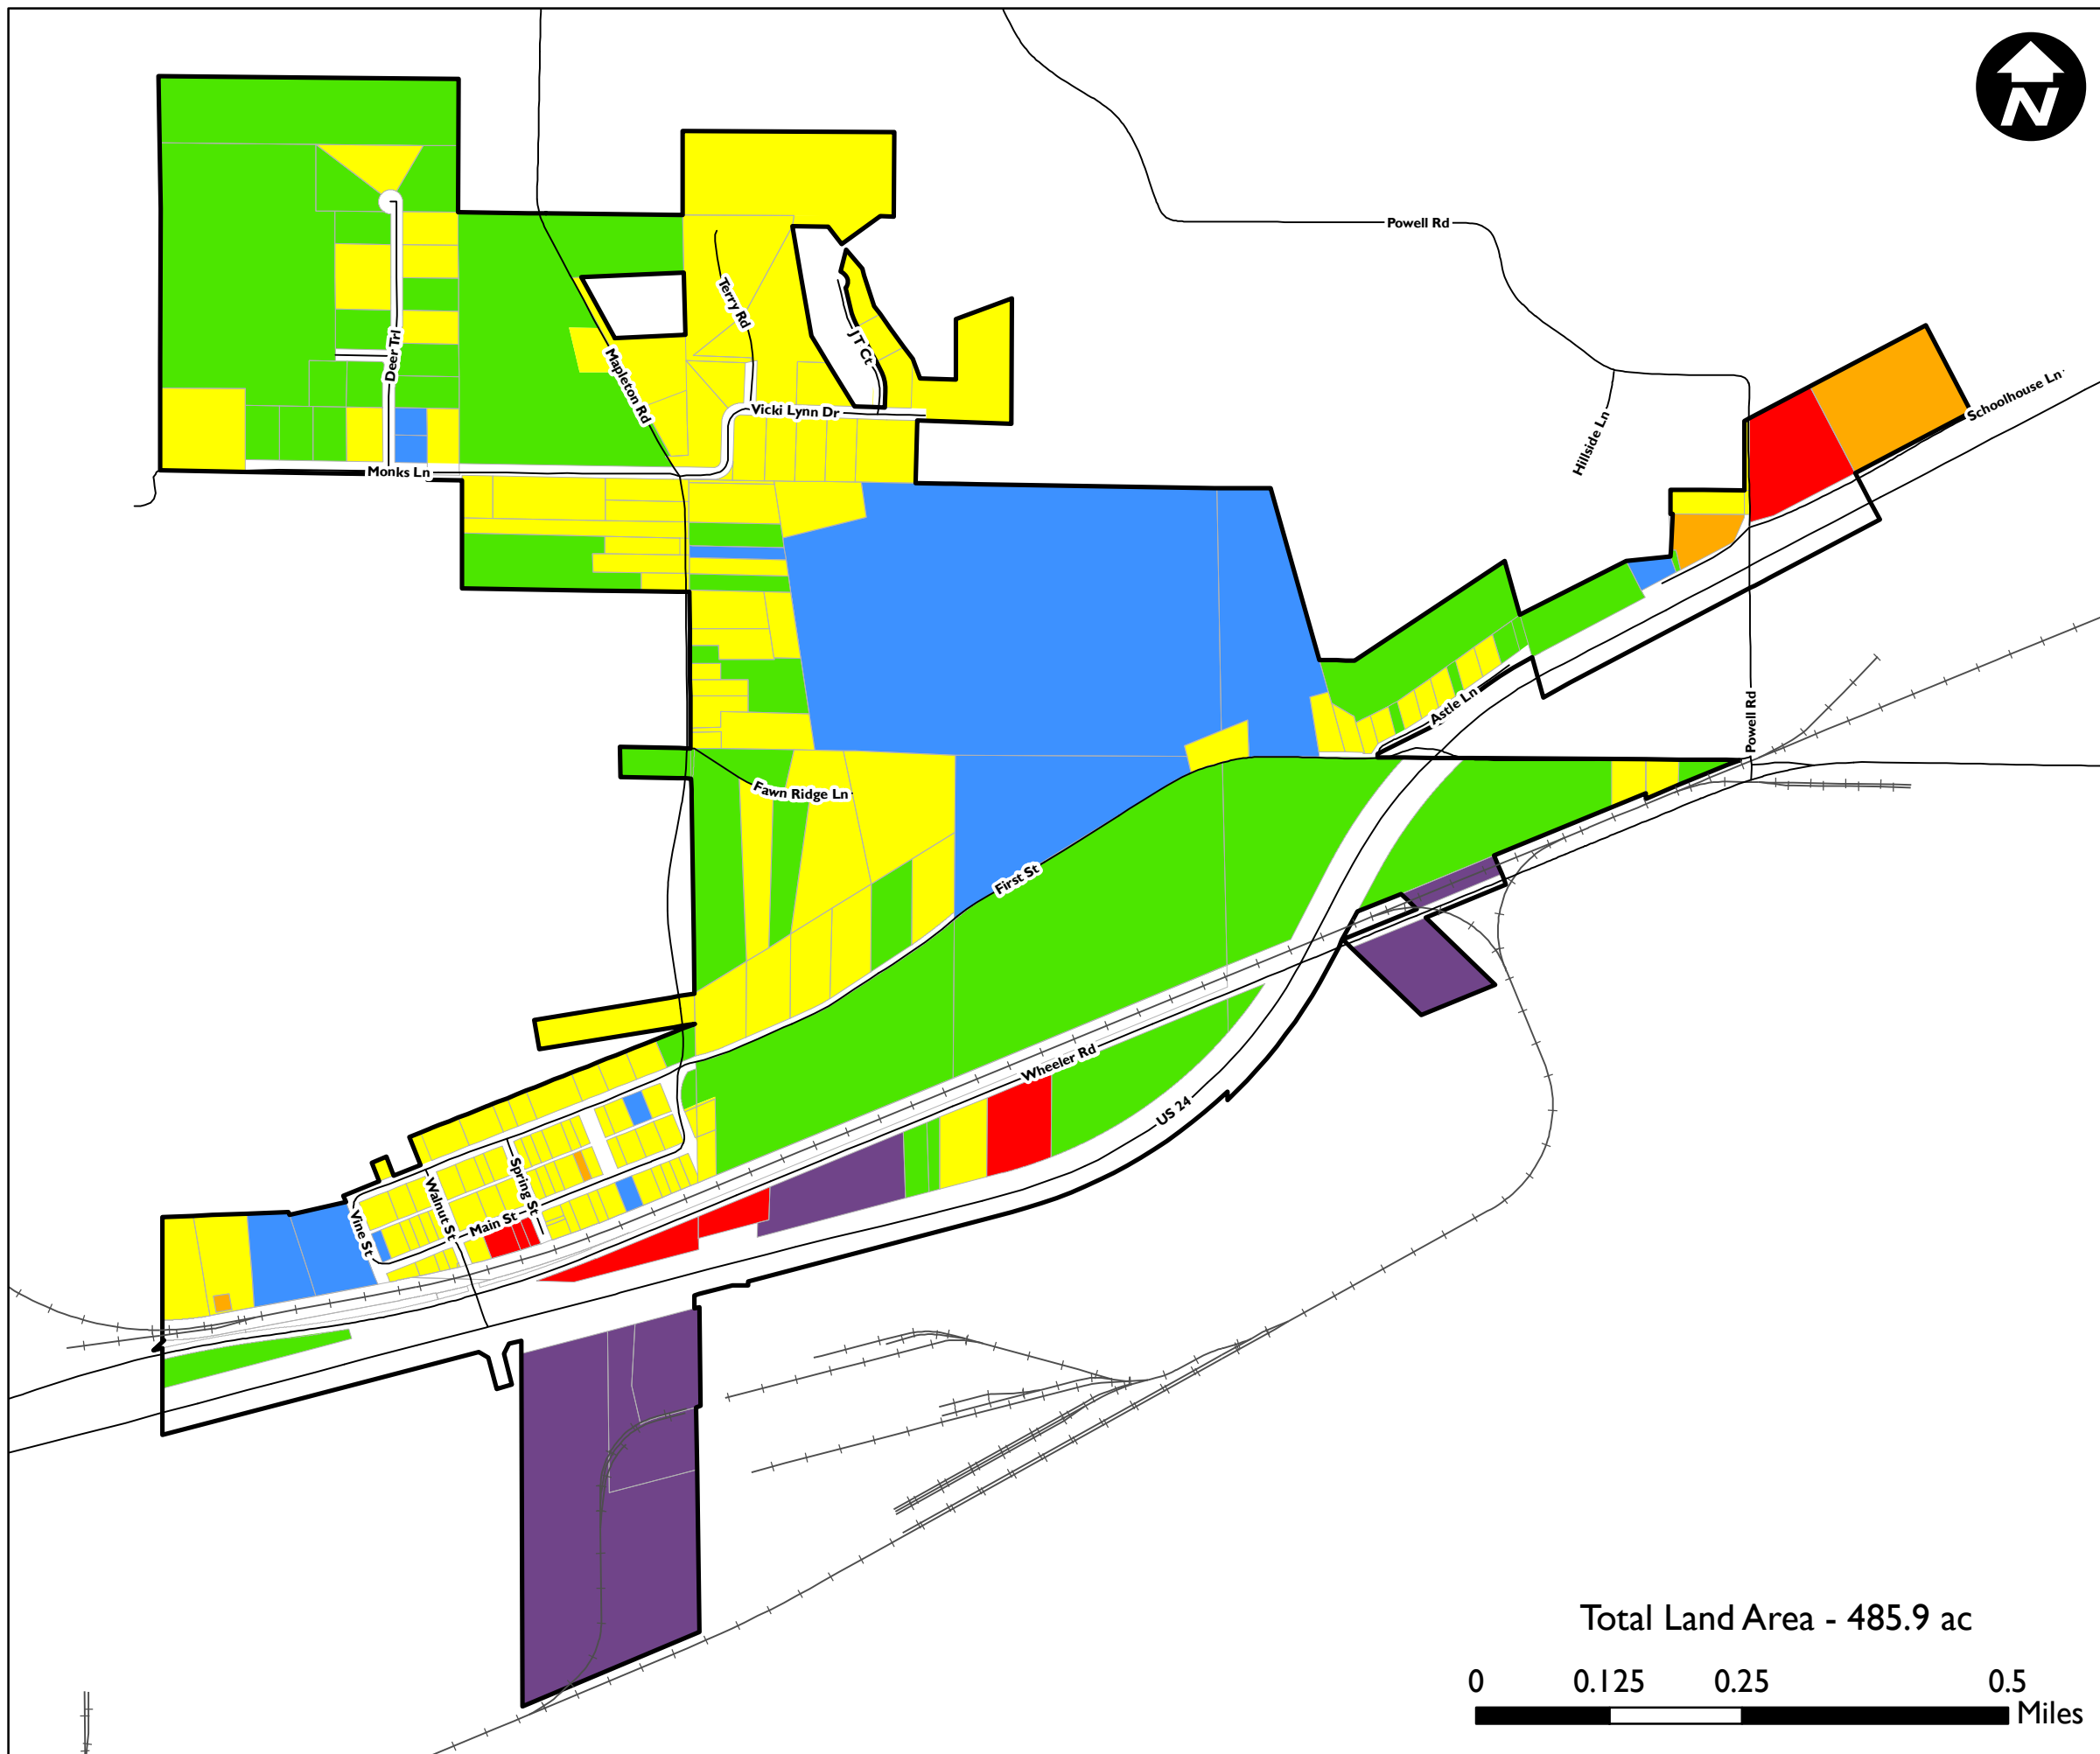 N
Powell Rd
Terry Rd
Deer Trl
JT Ct
Mapleton Rd
Schoolhouse Ln
Hillside Ln
Vicki Lynn Dr
Monks Ln
Astle Ln
Powell Rd
Fawn Ridge Ln
First St
Wheeler Rd
US 24
Spring St
Walnut St
Main St
Vine St
Total Land Area - 485.9 ac
0 0.125 0.25 0.5
Miles